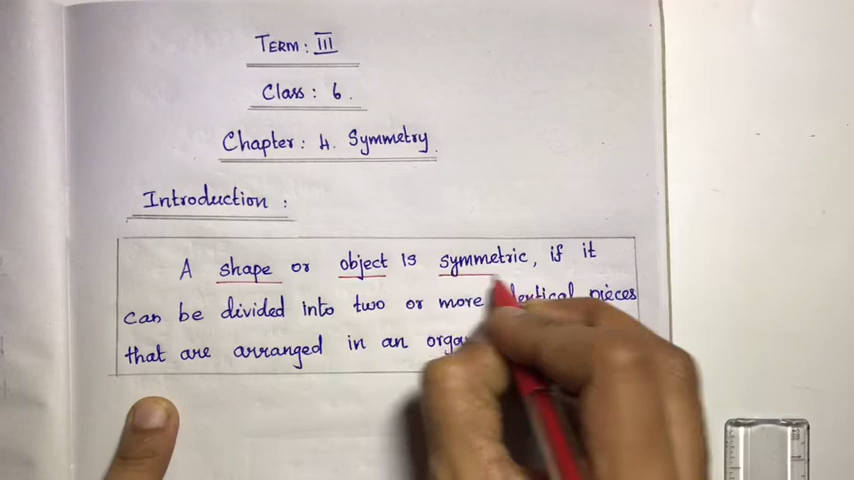 TERM: III
Class: 6.
Chapter: 4. Symmetry.
Introduction:
A shape or object is symmetric, if it
can be divided into two or more identical pieces
that are arranged in an